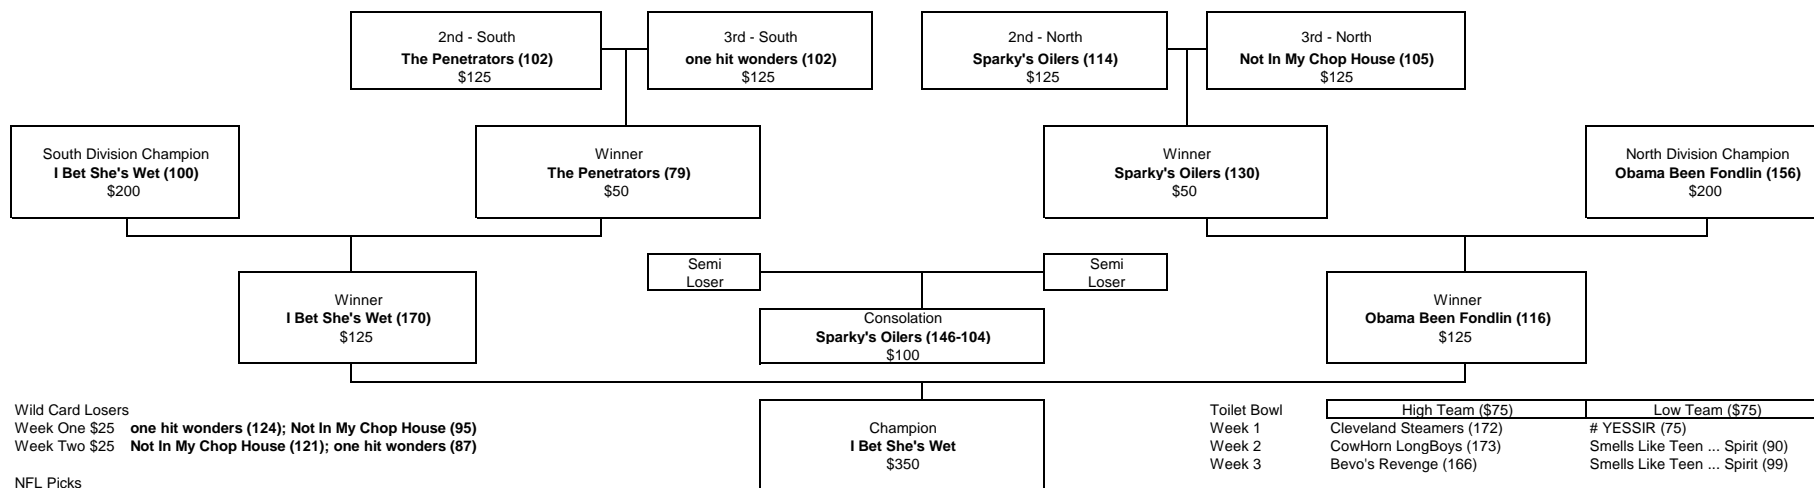 2nd - South
The Penetrators (102)
$125
3rd - South
one hit wonders (102)
$125
2nd - North
Sparky's Oilers (114)
$125
3rd - North
Not In My Chop House (105)
$125
South Division Champion
I Bet She's Wet (100)
$200
Winner
The Penetrators (79)
$50
Winner
Sparky's Oilers (130)
$50
North Division Champion
Obama Been Fondlin (156)
$200
Semi
Loser
Semi
Loser
Winner
I Bet She's Wet (170)
$125
Consolation
Sparky's Oilers (146-104)
$100
Winner
Obama Been Fondlin (116)
$125
Wild Card Losers
Week One $25 one hit wonders (124); Not In My Chop House (95)
Week Two $25 Not In My Chop House (121); one hit wonders (87)
NFL Picks
Champion
I Bet She's Wet
$350
Toilet Bowl High Team ($75) Low Team ($75)
Week 1 Cleveland Steamers (172) # YESSIR (75)
Week 2 CowHorn LongBoys (173) Smells Like Teen ... Spirit (90)
Week 3 Bevo's Revenge (166) Smells Like Teen ... Spirit (99)